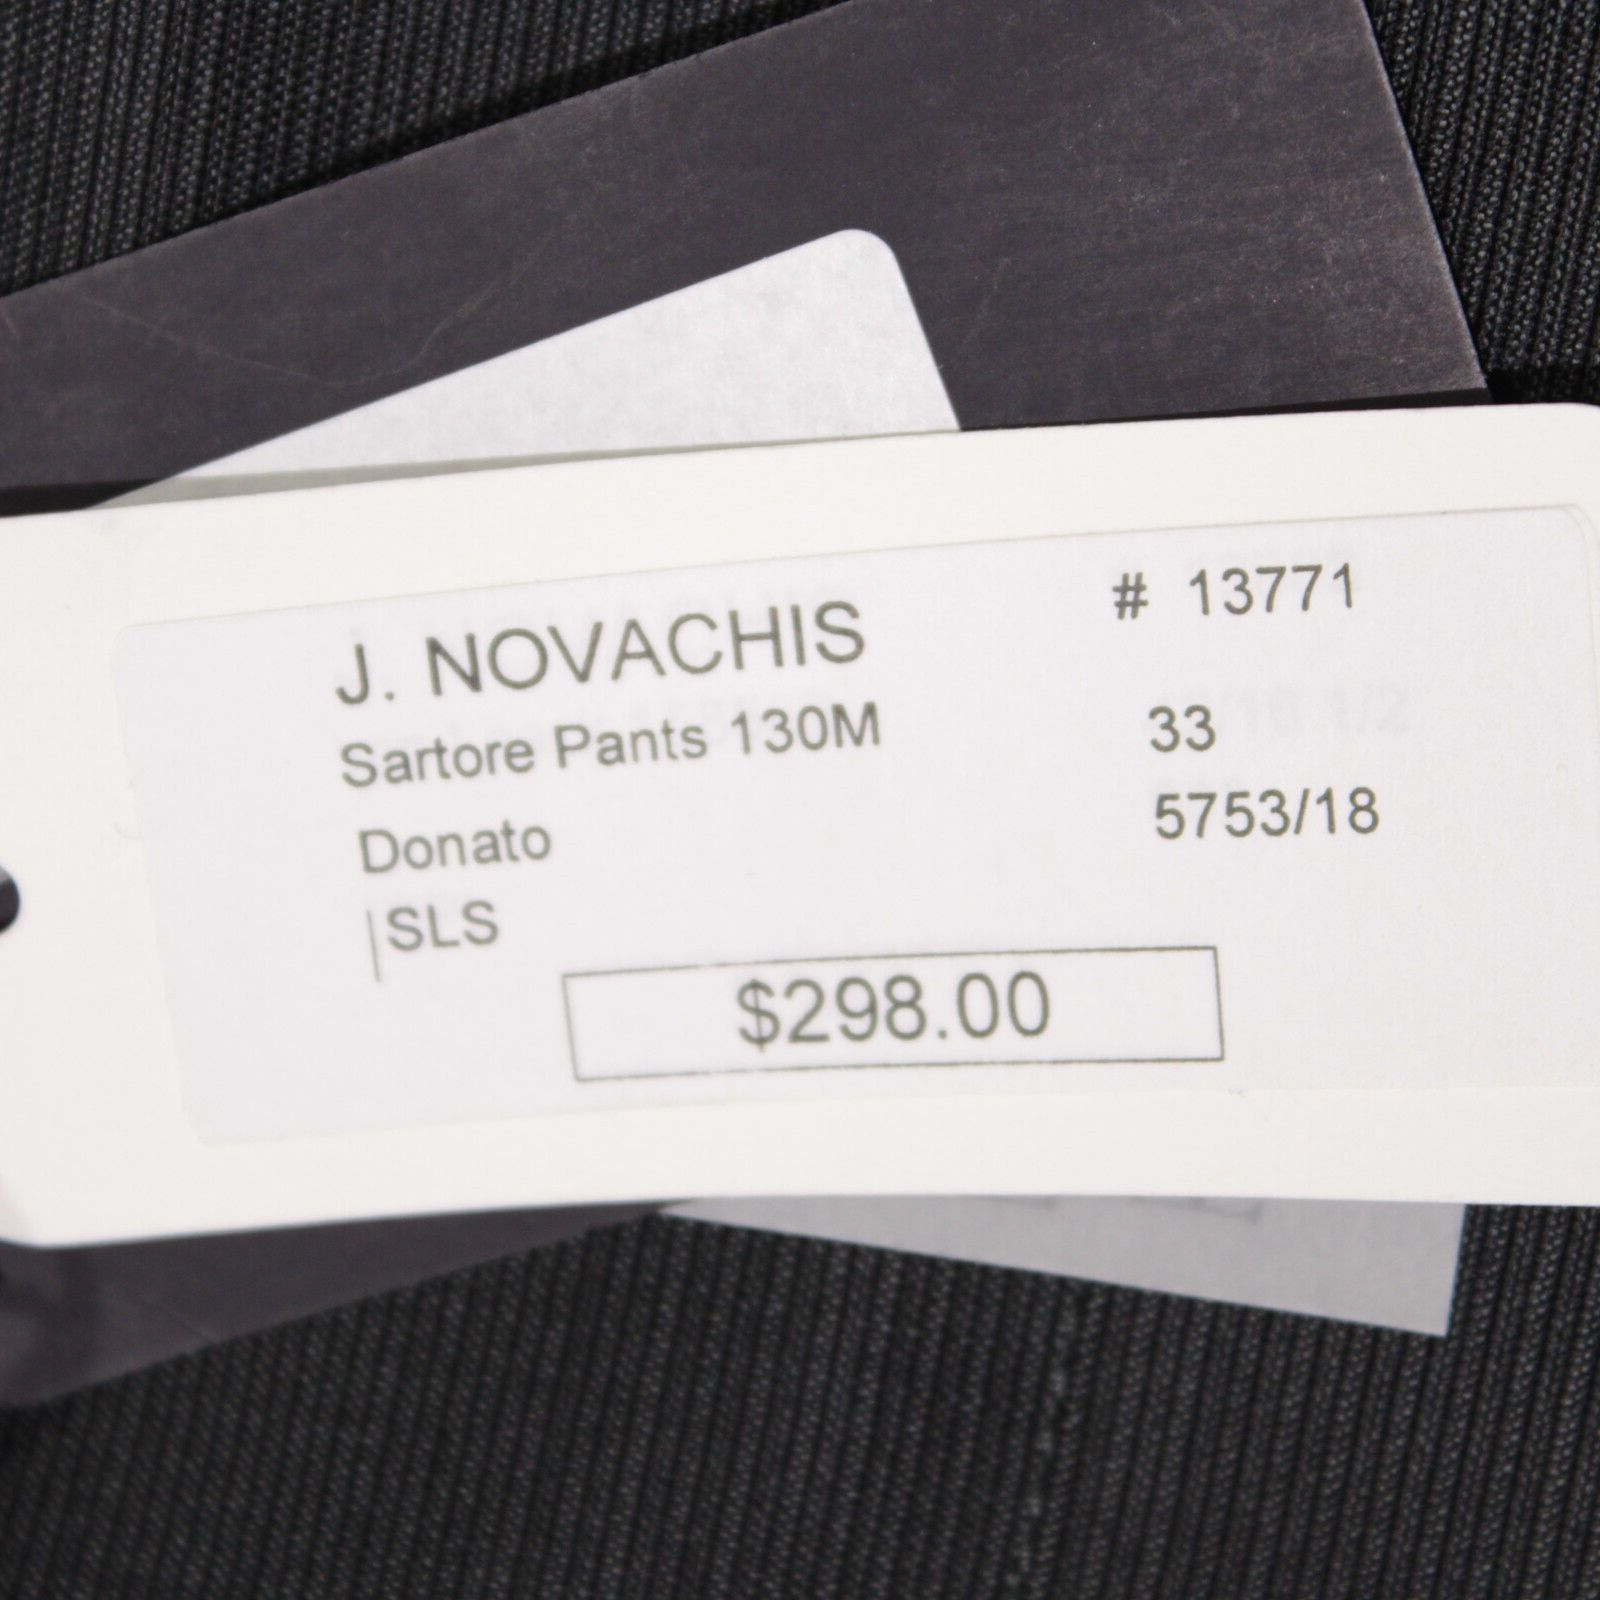 J. NOVACHIS # 13771
Sartore Pants 130M 33
Donato 5753/18
SLS
$298.00